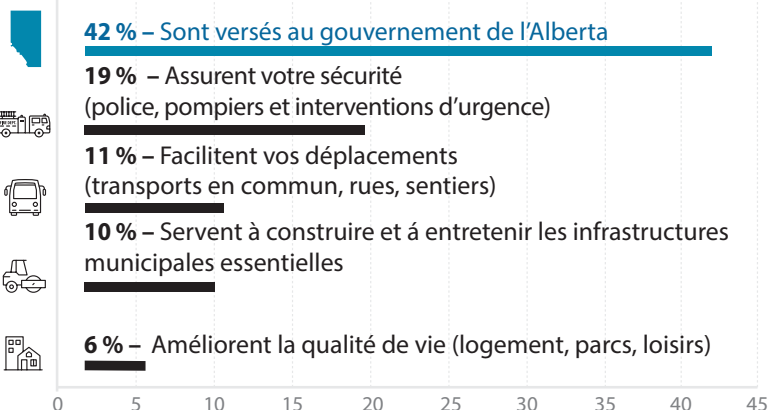 42 % – Sont versés au gouvernement de l’Alberta
19 % – Assurent votre sécurité
(police, pompiers et interventions d’urgence)
11 % – Facilitent vos déplacements
(transports en commun, rues, sentiers)
10 % – Servent à construire et á entretenir les infrastructures
municipales essentielles
6 % – Améliorent la qualité de vie (logement, parcs, loisirs)
0 5 10 15 20 25 30 35 40 45